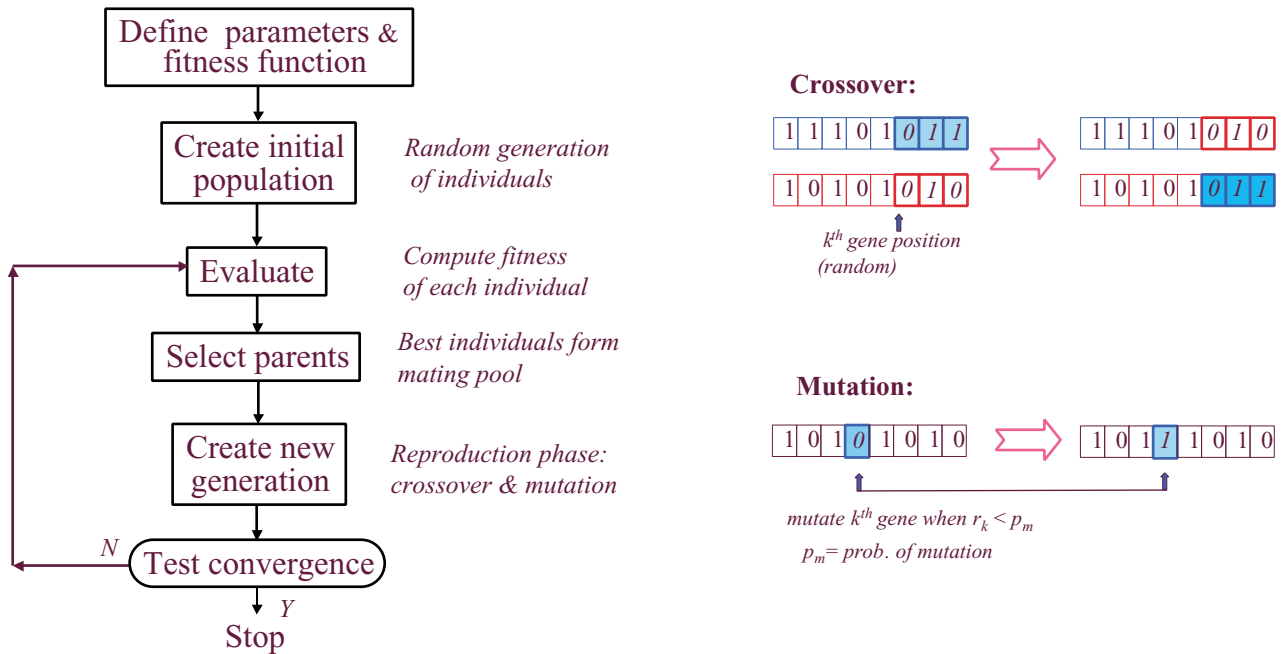 Define parameters &
fitness function
Create initial
population
Random generation
of individuals
Evaluate
Compute fitness
of each individual
Select parents
Best individuals form
mating pool
Create new
generation
Reproduction phase:
crossover & mutation
N
Test convergence
Y
Stop
Crossover:
1 1 1 0 1 0 1 1
1 1 1 0 1 0 1 0
1 0 1 0 1 0 1 0
1 0 1 0 1 0 1 1
kth gene position
(random)
Mutation:
1 0 1 0 1 0 1 0
1 0 1 1 1 0 1 0
mutate kth gene when rk < pm
pm= prob. of mutation